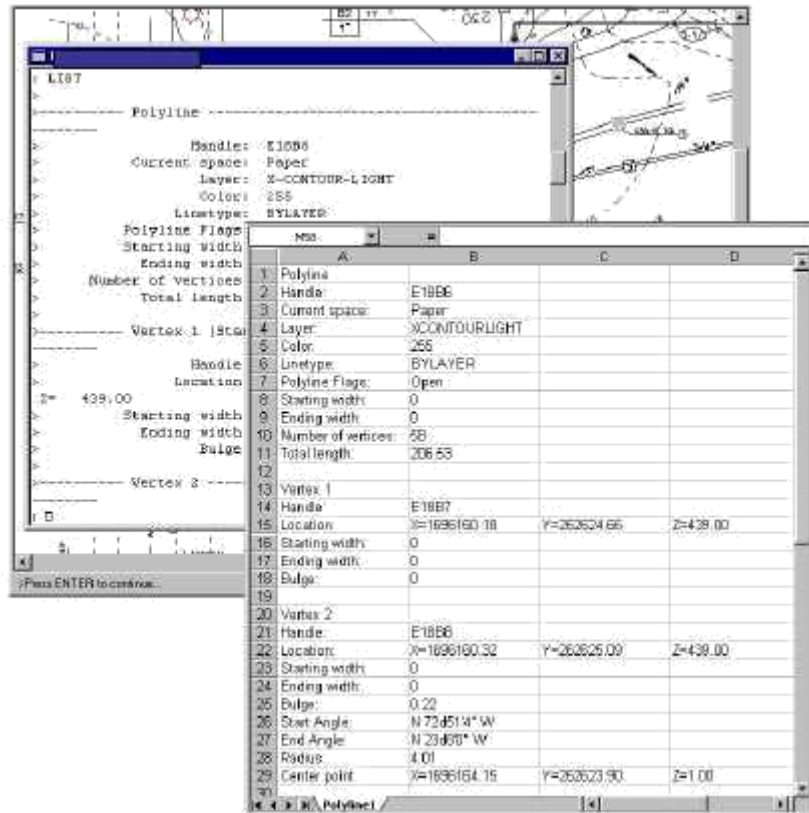 B2
1"
: LIST
> ---------- Polyline ----------
> Handle: E18B6
> Current space: Paper
> Layer: X-CONTOUR-LIGHT
> Color: 255
> Linetype: BYLAYER
> Polyline Flags
> Starting width
> Ending width
> Number of vertices
> Total length
> ---------- Vertex 1 (Star
> Handle
> Location
Z= 439.00
> Starting width
> Ending width
> Bulge
> ---------- Vertex 2 -----
Press ENTER to continue...
=
A B C D
1 Polyline
2 Handle: E18B6
3 Current space: Paper
4 Layer: XCONTOURLIGHT
5 Color: 255
6 Linetype: BYLAYER
7 Polyline Flags: Open
8 Starting width: 0
9 Ending width: 0
10 Number of vertices: 58
11 Total length: 206.53
12
13 Vertex 1
14 Handle E18B7
15 Location X=1696160.18 Y=262624.66 Z=439.00
16 Starting width: 0
17 Ending width: 0
18 Bulge: 0
19
20 Vertex 2
21 Handle: E18B8
22 Location: X=1696160.32 Y=262625.09 Z=439.00
23 Starting width: 0
24 Ending width: 0
25 Bulge: 0.22
26 Start Angle: N 72d51'4" W
27 End Angle N 23d6'8" W
28 Radius 4.01
29 Center point X=1696164.15 Y=262623.90 Z=1.00
30
Polyline1